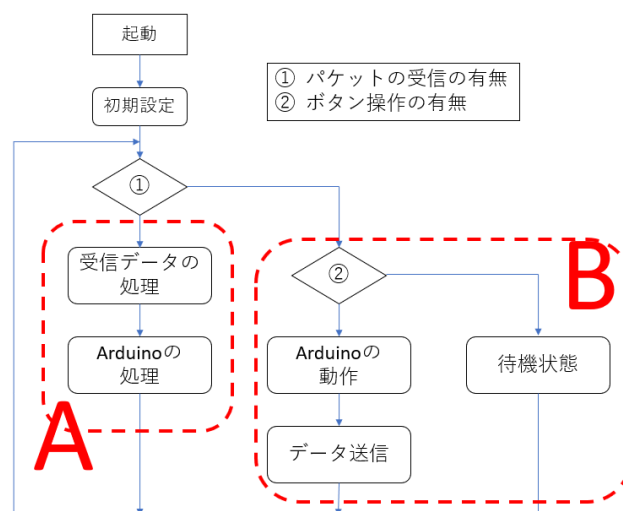 起動
初期設定
① パケットの受信の有無
② ボタン操作の有無
①
受信データの
処理
Arduinoの
処理
A
②
B
Arduinoの
動作
データ送信
待機状態